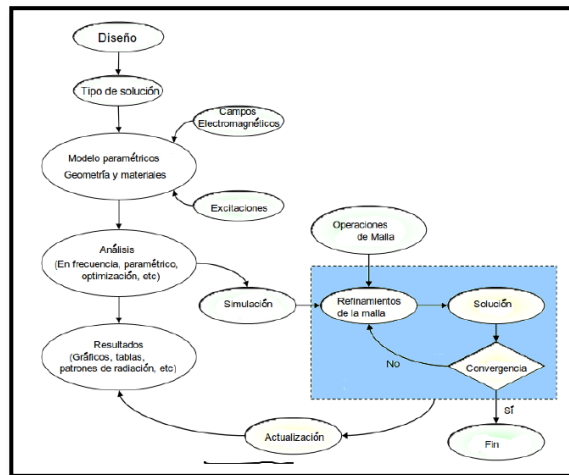 Diseño
Tipo de solución
Campos
Electromagnéticos
Modelo paramétricos
Geometría y materiales
Excitaciones
Operaciones
de Malla
Análisis
(En frecuencia, paramétrico,
optimización, etc)
Simulación
Refinamientos
de la malla
Solución
Resultados
(Gráficos, tablas,
patrones de radiación, etc)
No
Convergencia
sí
Actualización
Fin